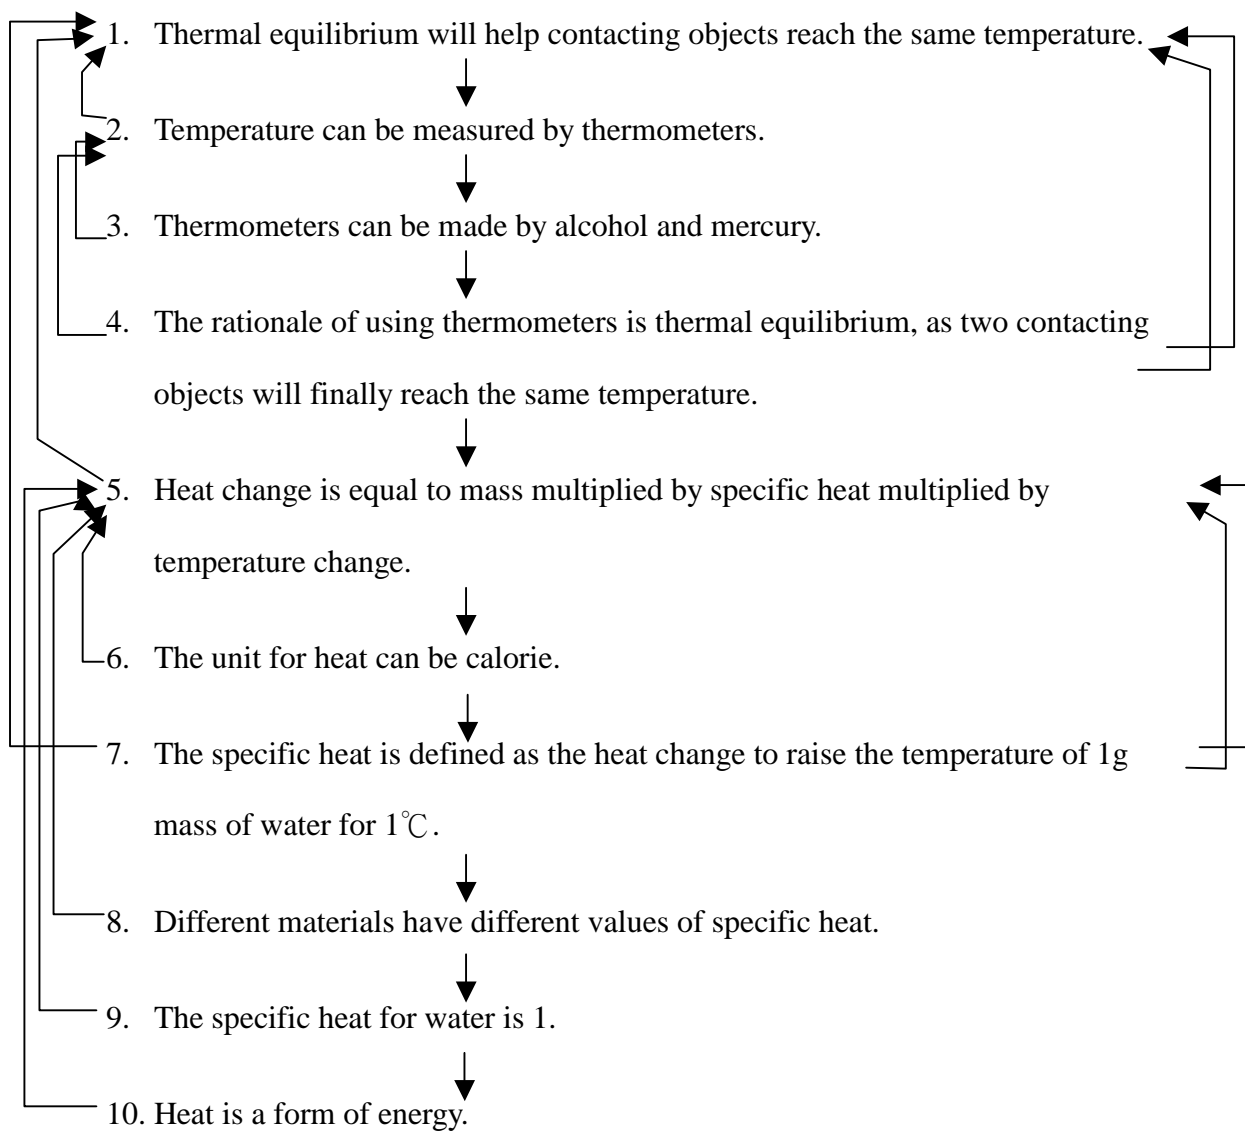 1. Thermal equilibrium will help contacting objects reach the same temperature.
2. Temperature can be measured by thermometers.
3. Thermometers can be made by alcohol and mercury.
4. The rationale of using thermometers is thermal equilibrium, as two contacting
objects will finally reach the same temperature.
5. Heat change is equal to mass multiplied by specific heat multiplied by
temperature change.
6. The unit for heat can be calorie.
7. The specific heat is defined as the heat change to raise the temperature of 1g
mass of water for 1℃.
8. Different materials have different values of specific heat.
9. The specific heat for water is 1.
10. Heat is a form of energy.